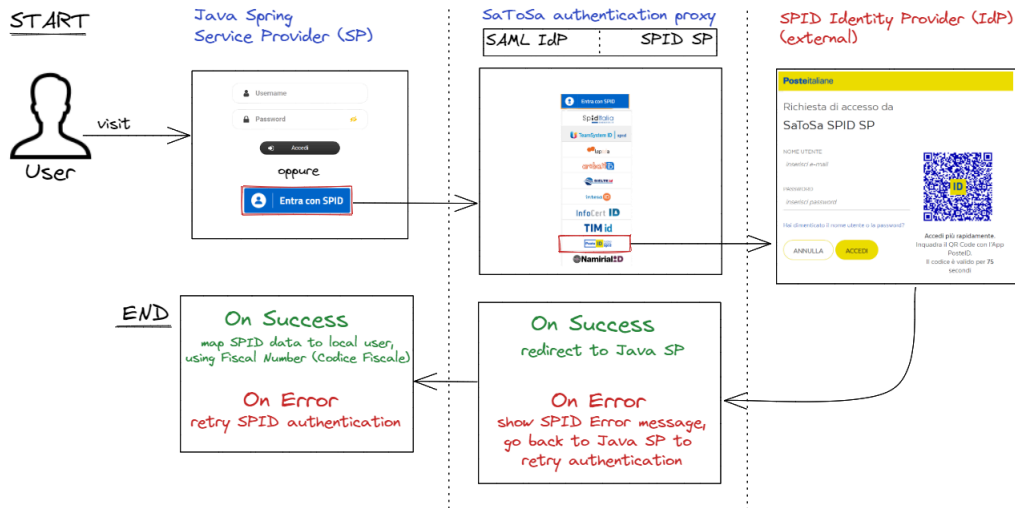 START
Java Spring
Service Provider (SP)
SaToSa authentication proxy
SAML IdP
SPID SP
SPID Identity Provider (IdP)
(external)
User
visit
Username
Password
Accedi
oppure
Entra con SPID
Entra con SPID
SpidItalia
TeamSystem ID | spid
aruba ID
InfoCert ID
TIM id
Poste ID
Namirial ID
Posteitaliane
Richiesta di accesso da
SaToSa SPID SP
NOME UTENTE
inserisci e-mail
PASSWORD
inserisci password
Hai dimenticato il nome utente o la password?
ANNULLA
ACCEDI
ID
Accedi più rapidamente.
Inquadra il QR Code con l'App
PosteID.
Il codice è valido per 75
secondi
END
On Success
map SPID data to local user,
using Fiscal Number (Codice Fiscale)
On Error
retry SPID authentication
On Success
redirect to Java SP
On Error
show SPID Error message,
go back to Java SP to
retry authentication